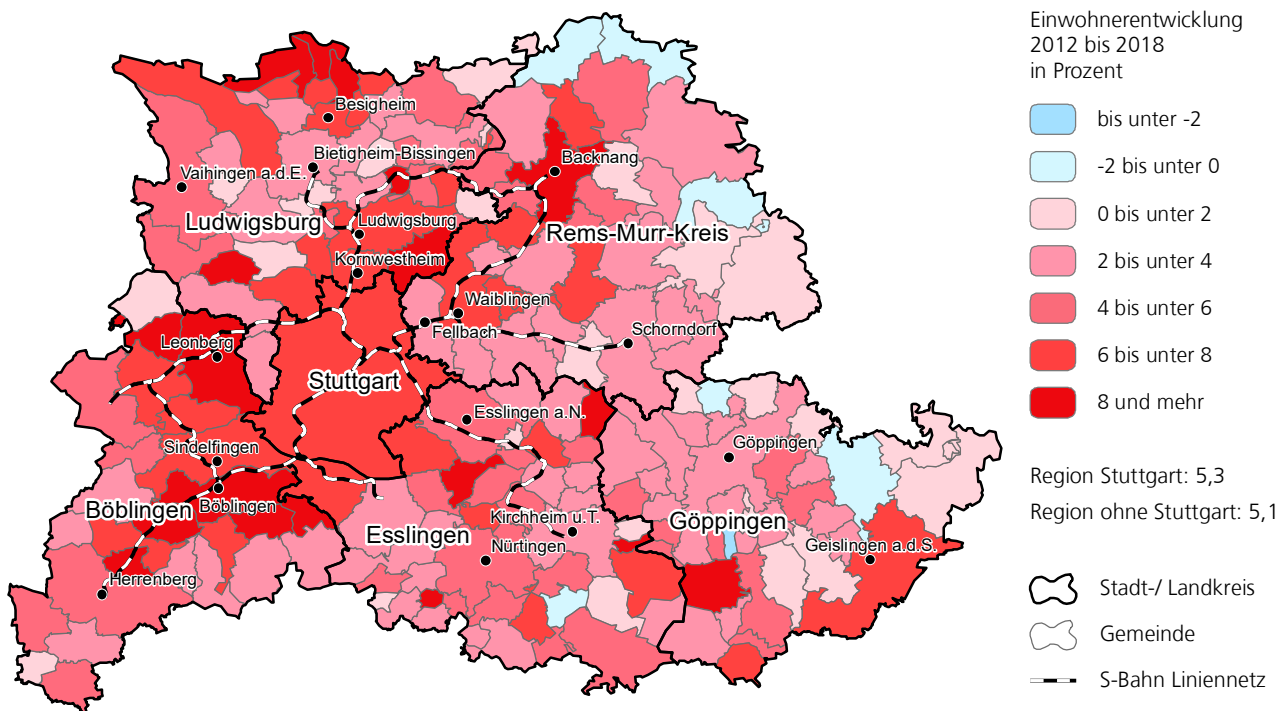 Einwohnerentwicklung
2012 bis 2018
in Prozent
bis unter -2
-2 bis unter 0
0 bis unter 2
2 bis unter 4
4 bis unter 6
6 bis unter 8
8 und mehr
Region Stuttgart: 5,3
Region ohne Stuttgart: 5,1
Stadt-/ Landkreis
Gemeinde
S-Bahn Liniennetz
Besigheim
Bietigheim-Bissingen
Backnang
Vaihingen a.d.E.
Ludwigsburg
Ludwigsburg
Rems-Murr-Kreis
Kornwestheim
Waiblingen
Fellbach
Schorndorf
Leonberg
Stuttgart
Esslingen a.N.
Göppingen
Sindelfingen
Böblingen
Böblingen
Kirchheim u.T.
Göppingen
Esslingen
Nürtingen
Geislingen a.d.S.
Herrenberg